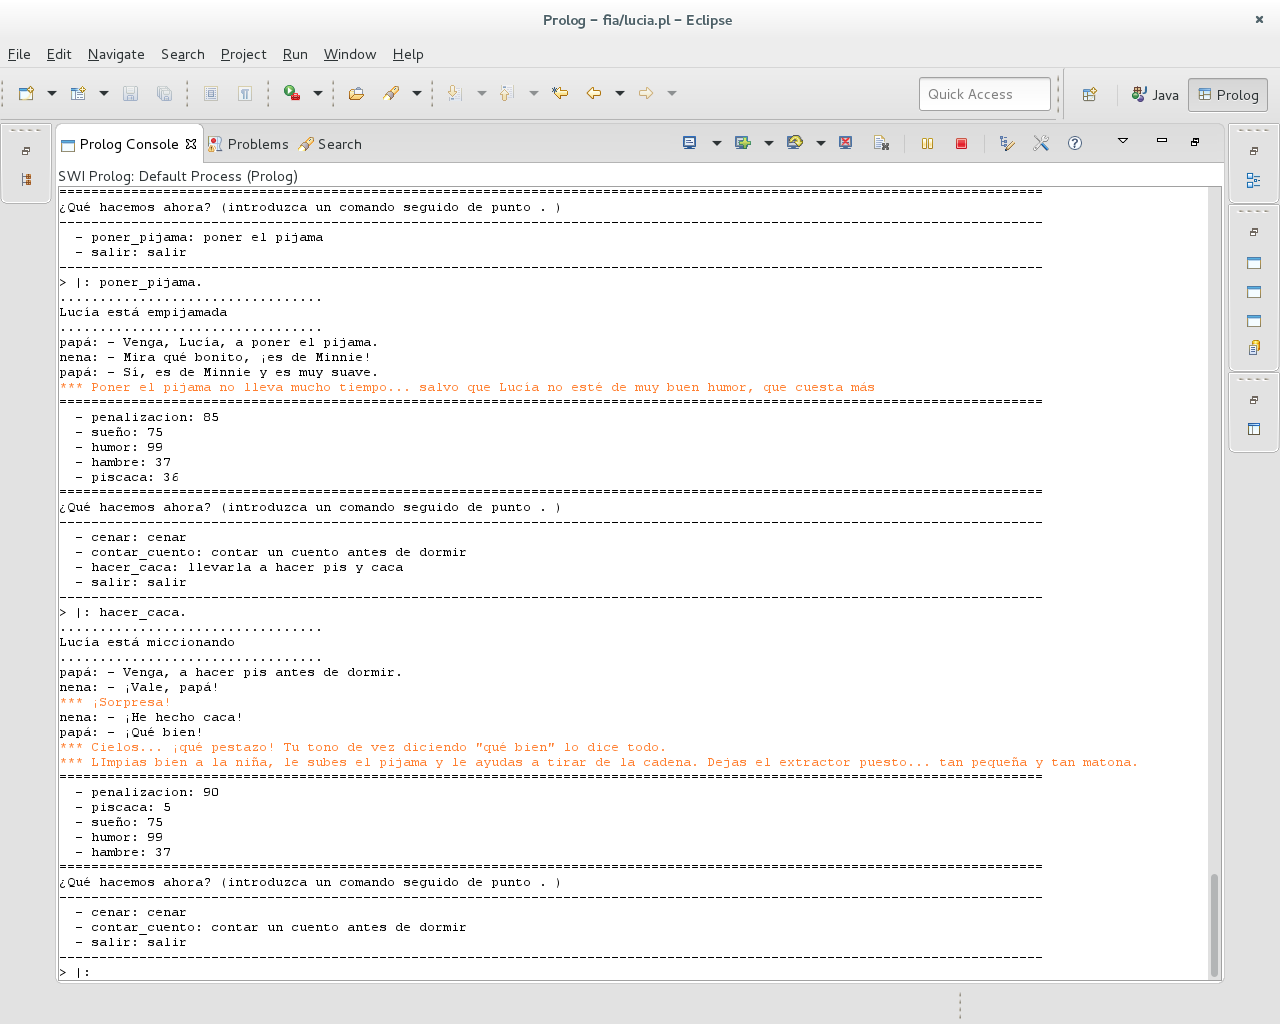 Prolog – fia/lucia.pl – Eclipse
File Edit Navigate Search Project Run Window Help
Quick Access
Java
Prolog
Prolog Console
Problems
Search
SWI Prolog: Default Process (Prolog)
===========================================================================================================================
¿Qué hacemos ahora? (introduzca un comando seguido de punto . )
---------------------------------------------------------------------------------------------------------------------------
- poner_pijama: poner el pijama
- salir: salir
---------------------------------------------------------------------------------------------------------------------------
> |: poner_pijama.
.................................
Lucía está empijamada
.................................
papá: - Venga, Lucía, a poner el pijama.
nena: - Mira qué bonito, ¡es de Minnie!
papá: - Sí, es de Minnie y es muy suave.
*** Poner el pijama no lleva mucho tiempo... salvo que Lucía no esté de muy buen humor, que cuesta más
===========================================================================================================================
- penalizacion: 85
- sueño: 75
- humor: 99
- hambre: 37
- piscaca: 36
===========================================================================================================================
¿Qué hacemos ahora? (introduzca un comando seguido de punto . )
---------------------------------------------------------------------------------------------------------------------------
- cenar: cenar
- contar_cuento: contar un cuento antes de dormir
- hacer_caca: llevarla a hacer pis y caca
- salir: salir
---------------------------------------------------------------------------------------------------------------------------
> |: hacer_caca.
.................................
Lucía está miccionando
.................................
papá: - Venga, a hacer pis antes de dormir.
nena: - ¡Vale, papá!
*** ¡Sorpresa!
nena: - ¡He hecho caca!
papá: - ¡Qué bien!
*** Cielos... ¡qué pestazo! Tu tono de vez diciendo "qué bien" lo dice todo.
*** LImpias bien a la niña, le subes el pijama y le ayudas a tirar de la cadena. Dejas el extractor puesto... tan pequeña y tan matona.
===========================================================================================================================
- penalizacion: 90
- piscaca: 5
- sueño: 75
- humor: 99
- hambre: 37
===========================================================================================================================
¿Qué hacemos ahora? (introduzca un comando seguido de punto . )
---------------------------------------------------------------------------------------------------------------------------
- cenar: cenar
- contar_cuento: contar un cuento antes de dormir
- salir: salir
---------------------------------------------------------------------------------------------------------------------------
> |: